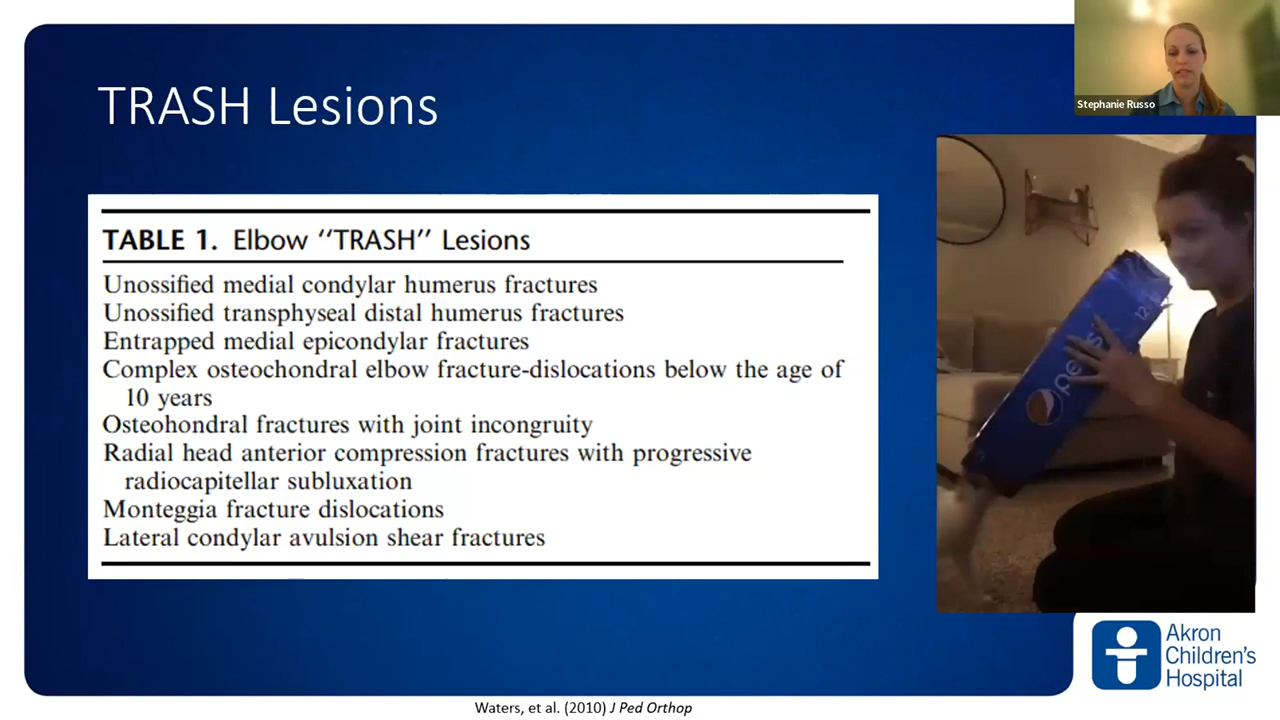 TRASH Lesions
Stephanie Russo
TABLE 1. Elbow ‘‘TRASH’’ Lesions
Unossified medial condylar humerus fractures
Unossified transphyseal distal humerus fractures
Entrapped medial epicondylar fractures
Complex osteochondral elbow fracture-dislocations below the age of
10 years
Osteohondral fractures with joint incongruity
Radial head anterior compression fractures with progressive
radiocapitellar subluxation
Monteggia fracture dislocations
Lateral condylar avulsion shear fractures
pepsi
12
Akron
Children's
Hospital
Waters, et al. (2010) J Ped Orthop